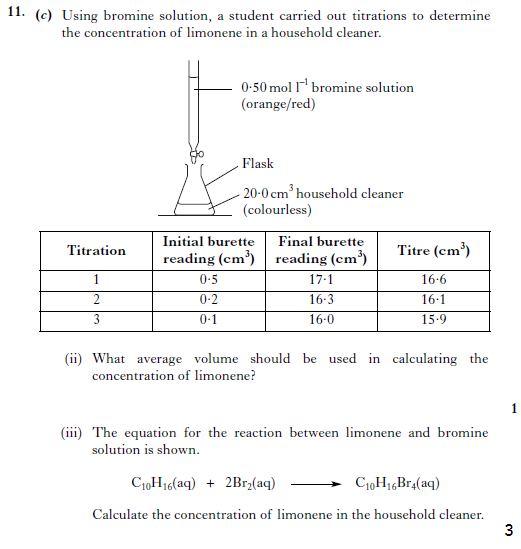 11. (c) Using bromine solution, a student carried out titrations to determine
the concentration of limonene in a household cleaner.
0·50 mol l⁻¹ bromine solution
(orange/red)
Flask
20·0 cm³ household cleaner
(colourless)
Titration | Initial burette reading (cm³) | Final burette reading (cm³) | Titre (cm³)
1 | 0·5 | 17·1 | 16·6
2 | 0·2 | 16·3 | 16·1
3 | 0·1 | 16·0 | 15·9
(ii) What average volume should be used in calculating the
concentration of limonene?
1
(iii) The equation for the reaction between limonene and bromine
solution is shown.
C₁₀H₁₆(aq) + 2Br₂(aq) ⟶ C₁₀H₁₆Br₄(aq)
Calculate the concentration of limonene in the household cleaner.
3